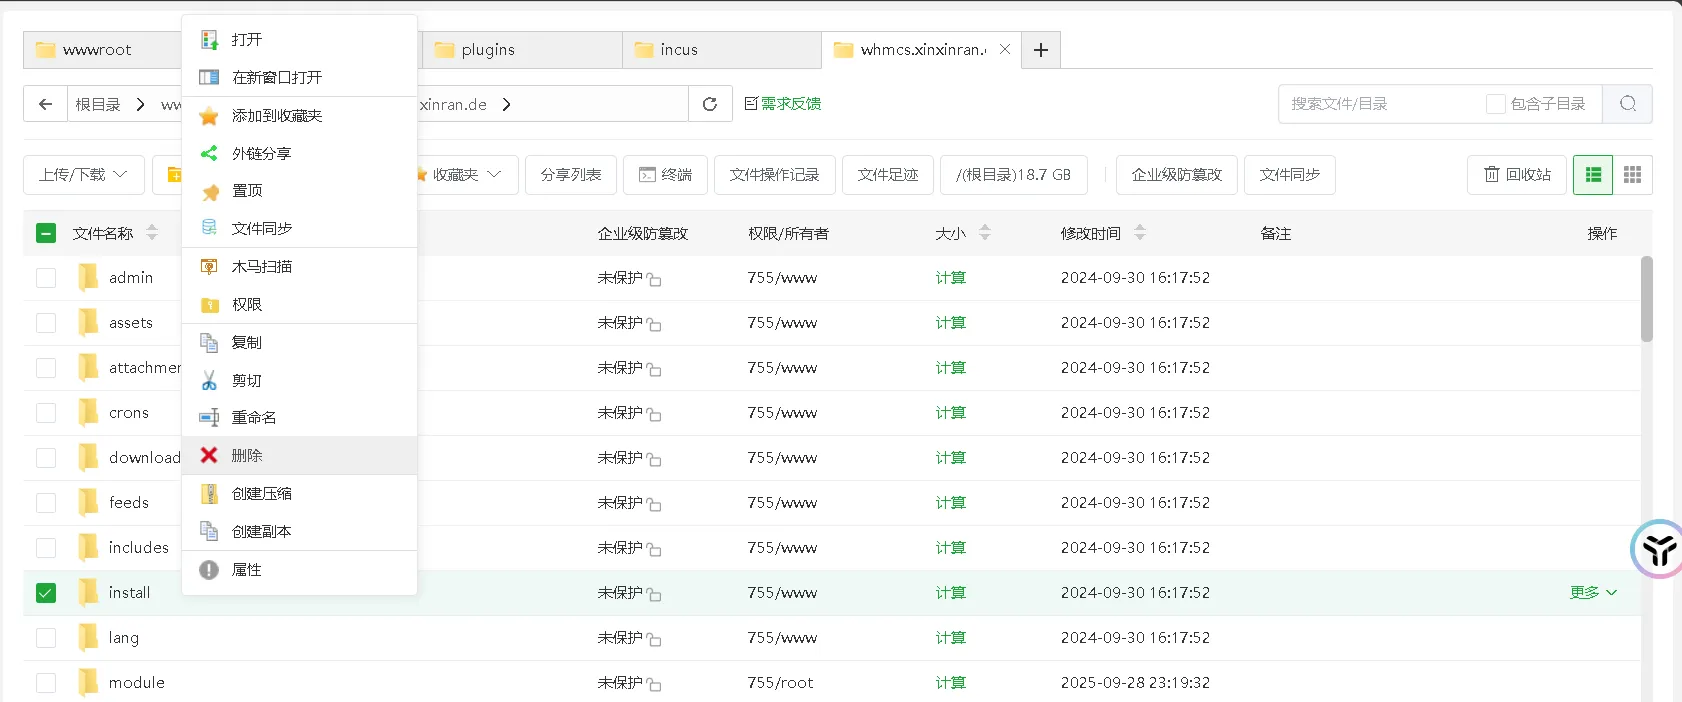 wwwroot
plugins
incus
whmcs.xinxinran.
根目录
ww
xinran.de
需求反馈
搜索文件/目录
包含子目录
上传/下载
收藏夹
分享列表
终端
文件操作记录
文件足迹
/(根目录)18.7 GB
企业级防篡改
文件同步
回收站
文件名称
企业级防篡改
权限/所有者
大小
修改时间
备注
操作
打开
在新窗口打开
添加到收藏夹
外链分享
置顶
文件同步
木马扫描
权限
复制
剪切
重命名
删除
创建压缩
创建副本
属性
admin 未保护 755/www 计算 2024-09-30 16:17:52
assets 未保护 755/www 计算 2024-09-30 16:17:52
attachmer 未保护 755/www 计算 2024-09-30 16:17:52
crons 未保护 755/www 计算 2024-09-30 16:17:52
download 未保护 755/www 计算 2024-09-30 16:17:52
feeds 未保护 755/www 计算 2024-09-30 16:17:52
includes 未保护 755/www 计算 2024-09-30 16:17:52
install 未保护 755/www 计算 2024-09-30 16:17:52 更多
lang 未保护 755/www 计算 2024-09-30 16:17:52
module 未保护 755/root 计算 2025-09-28 23:19:32